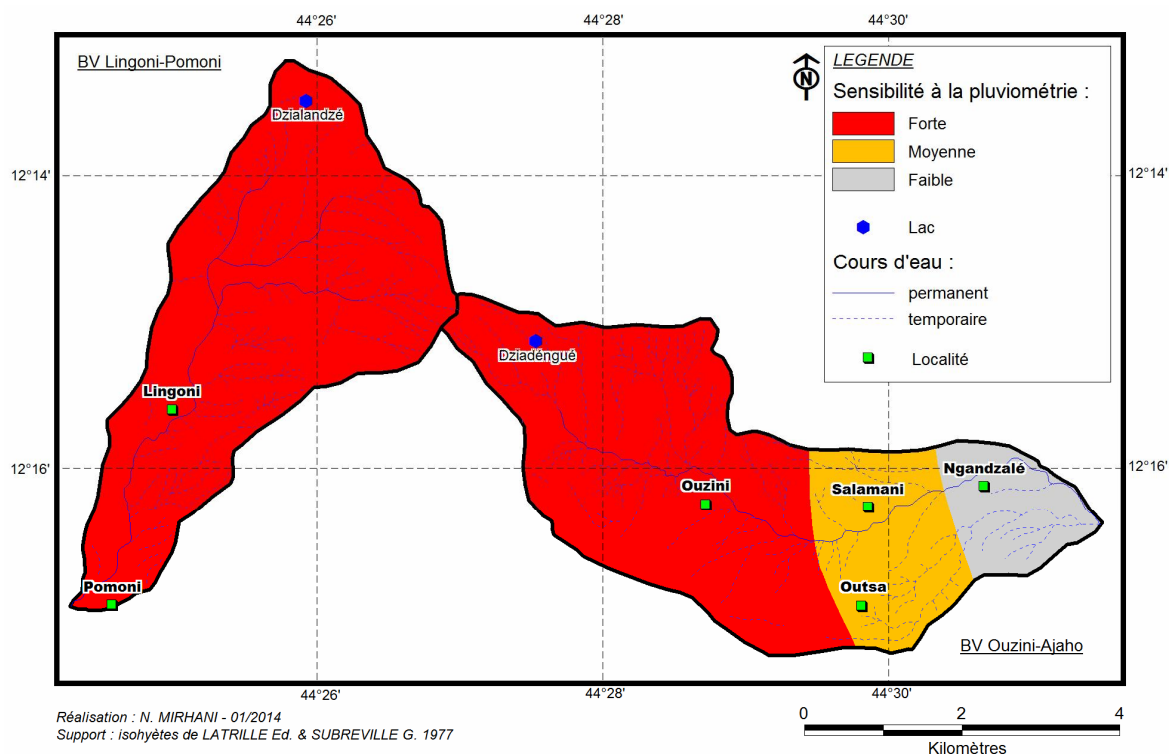 44°26'
44°28'
44°30'
BV Lingoni-Pomoni
N
LEGENDE
Sensibilité à la pluviométrie :
Forte
Moyenne
Faible
Lac
Cours d'eau :
permanent
temporaire
Localité
Dzialandzé
12°14'
12°14'
Dziadéngué
Lingoni
12°16'
12°16'
Ouzini
Salamani
Ngandzalé
Pomoni
Outsa
BV Ouzini-Ajaho
44°26'
44°28'
44°30'
Réalisation : N. MIRHANI - 01/2014
Support : isohyètes de LATRILLE Ed. & SUBREVILLE G. 1977
0 2 4
Kilomètres